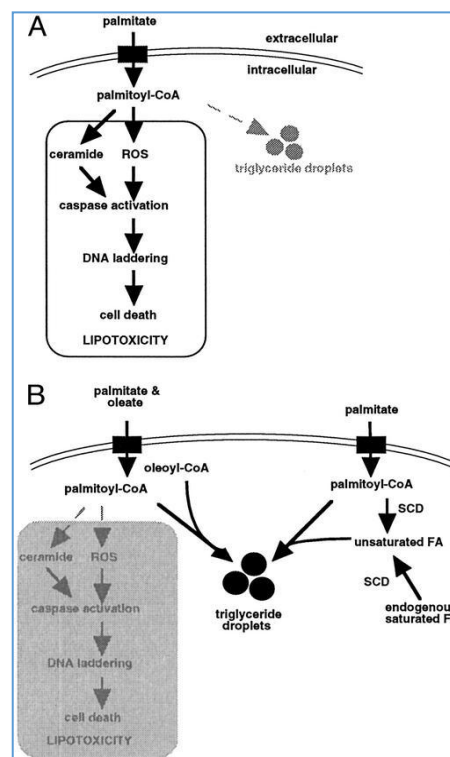 A
palmitate
extracellular
intracellular
palmitoyl-CoA
ceramide ROS
triglyceride droplets
caspase activation
DNA laddering
cell death
LIPOTOXICITY
B
palmitate &
oleate
palmitate
oleoyl-CoA
palmitoyl-CoA
palmitoyl-CoA
SCD
ceramide ROS
unsaturated FA
SCD
caspase activation
triglyceride
droplets
endogenou
saturated F
DNA laddering
cell death
LIPOTOXICITY